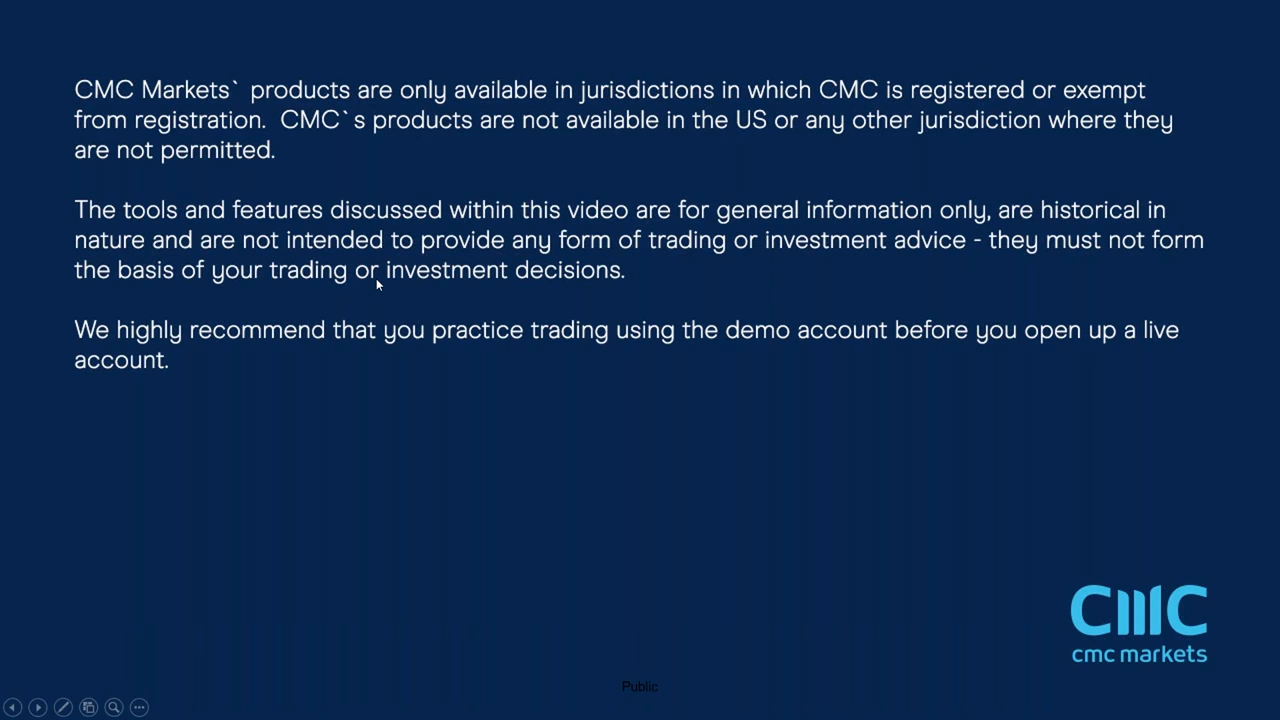 CMC Markets` products are only available in jurisdictions in which CMC is registered or exempt
from registration.  CMC`s products are not available in the US or any other jurisdiction where they
are not permitted.
The tools and features discussed within this video are for general information only, are historical in
nature and are not intended to provide any form of trading or investment advice - they must not form
the basis of your trading or investment decisions.
We highly recommend that you practice trading using the demo account before you open up a live
account.
CMC
cmc markets
Public